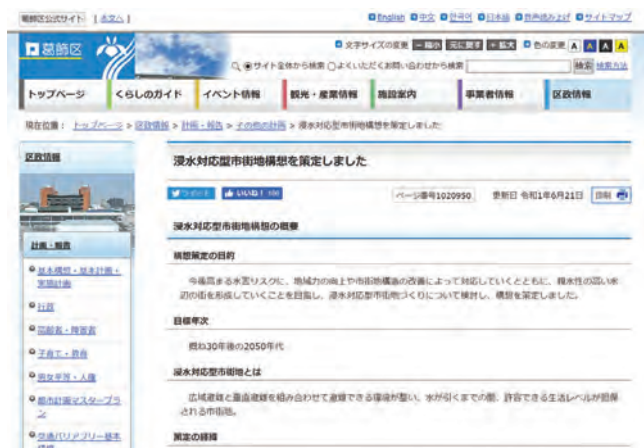 葛飾区公式サイト [本文へ]
English 中文 한국어 日本語 音声読み上げ サイトマップ
葛飾区
文字サイズの変更 − 縮小 元に戻す + 拡大 色の変更 A A A A
サイト全体から検索 よくいただくお問い合わせから検索 検索 検索方法
トップページ くらしのガイド イベント情報 観光・産業情報 施設案内 事業者情報 区政情報
現在位置: トップページ > 区政情報 > 計画・報告 > その他の計画 > 浸水対応型市街地構想を策定しました
区政情報
計画・報告
基本構想・基本計画・
実施計画
行政
高齢者・障害者
子育て・教育
男女平等・人権
都市計画マスタープラ
ン
交通バリアフリー基本
浸水対応型市街地構想を策定しました
ツイート いいね!
ページ番号1020950 更新日 令和1年6月21日 印刷
浸水対応型市街地構想の概要
構想策定の目的
今後高まる水害リスクに、地域力の向上や市街地構造の改善によって対応していくとともに、親水性の高い水
辺の街を形成していくことを目指し、浸水対応型市街地づくりについて検討し、構想を策定しました。
目標年次
概ね30年後の2050年代
浸水対応型市街地とは
広域避難と垂直避難を組み合わせて避難できる環境が整い、水が引くまでの間、許容できる生活レベルが担保
される市街地。
策定の経緯